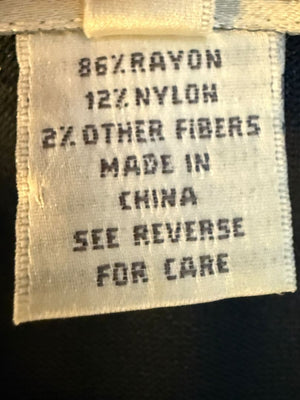 86% RAYON
12% NYLON
2% OTHER FIBERS
MADE IN
CHINA
SEE REVERSE
FOR CARE